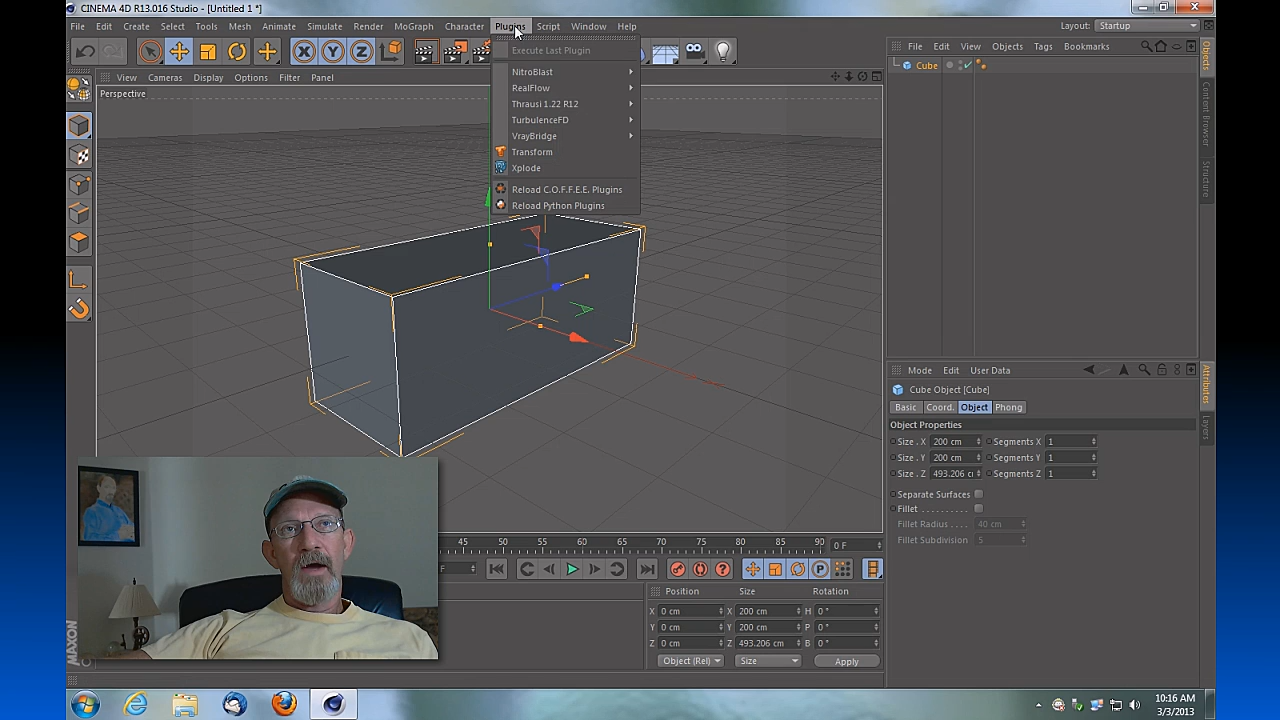 CINEMA 4D R13.016 Studio - [Untitled 1 *]
File Edit Create Select Tools Mesh Animate Simulate Render MoGraph Character Plugins Script Window Help Layout: Startup
File Edit View Objects Tags Bookmarks
View Cameras Display Options Filter Panel
Perspective
Execute Last Plugin
NitroBlast
RealFlow
Thrausi 1.22 R12
TurbulenceFD
VrayBridge
Transform
Xplode
Reload C.O.F.F.E.E. Plugins
Reload Python Plugins
Cube
Objects
Content Browser
Structure
Mode Edit User Data
Cube Object [Cube]
Basic Coord. Object Phong
Object Properties
Size . X 200 cm Segments X 1
Size . Y 200 cm Segments Y 1
Size . Z 493.206 Segments Z 1
Separate Surfaces
Fillet . . . . . . . . . .
Fillet Radius . . . . 40 cm
Fillet Subdivision 5
Attributes
Layers
45 50 55 60 65 70 75 80 85 90 0 F
F
P
Position Size Rotation
X 0 cm X 200 cm H 0 °
Y 0 cm Y 200 cm P 0 °
Z 0 cm Z 493.206 cm B 0 °
Object (Rel) Size Apply
MAXON
10:16 AM
3/3/2013